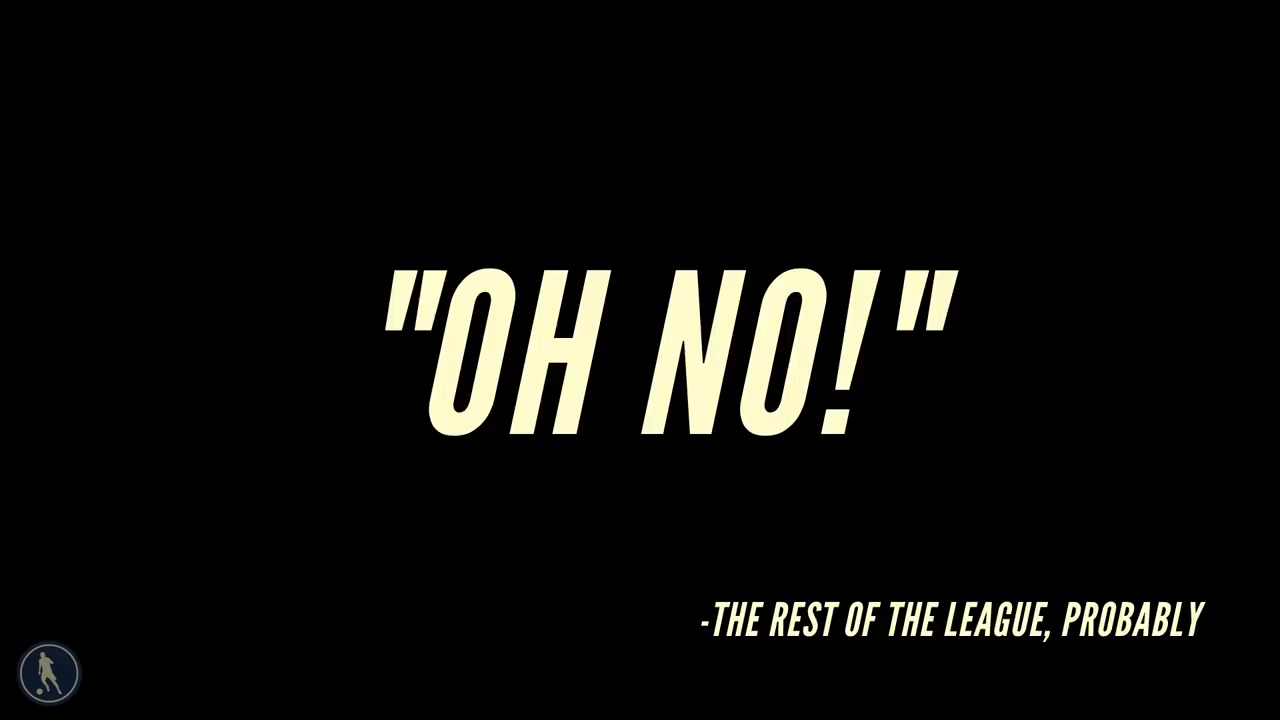 "OH NO!"
-THE REST OF THE LEAGUE, PROBABLY